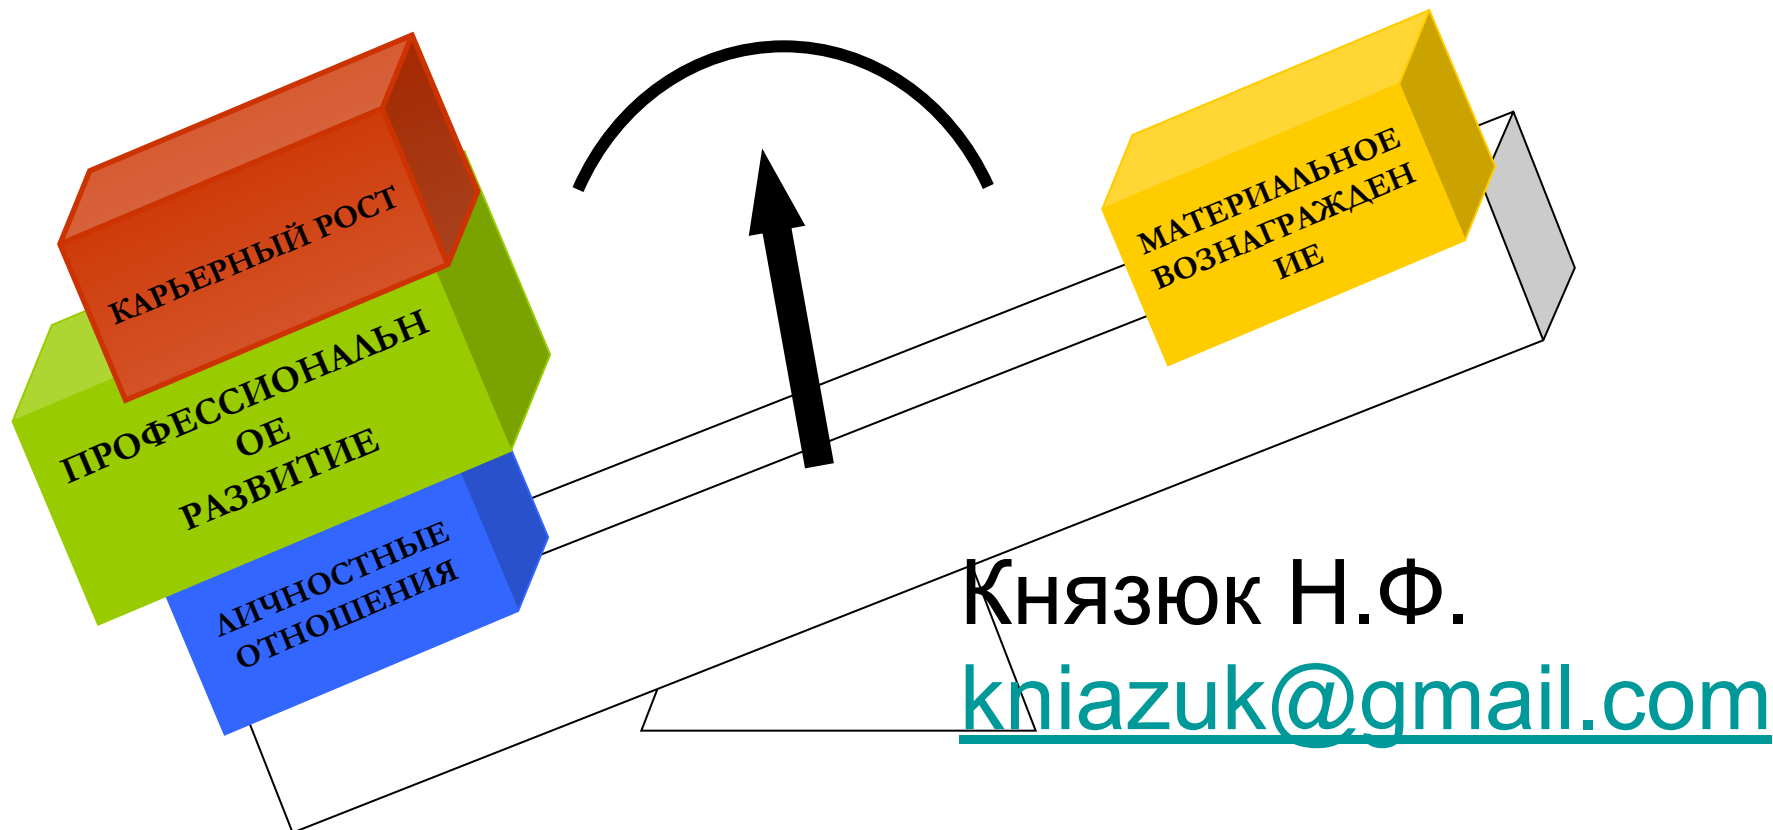 КАРЬЕРНЫЙ РОСТ
ПРОФЕССИОНАЛЬН
ОЕ
РАЗВИТИЕ
ЛИЧНОСТНЫЕ
ОТНОШЕНИЯ
МАТЕРИАЛЬНОЕ
ВОЗНАГРАЖДЕН
ИЕ
Князюк Н.Ф.
kniazuk@gmail.com